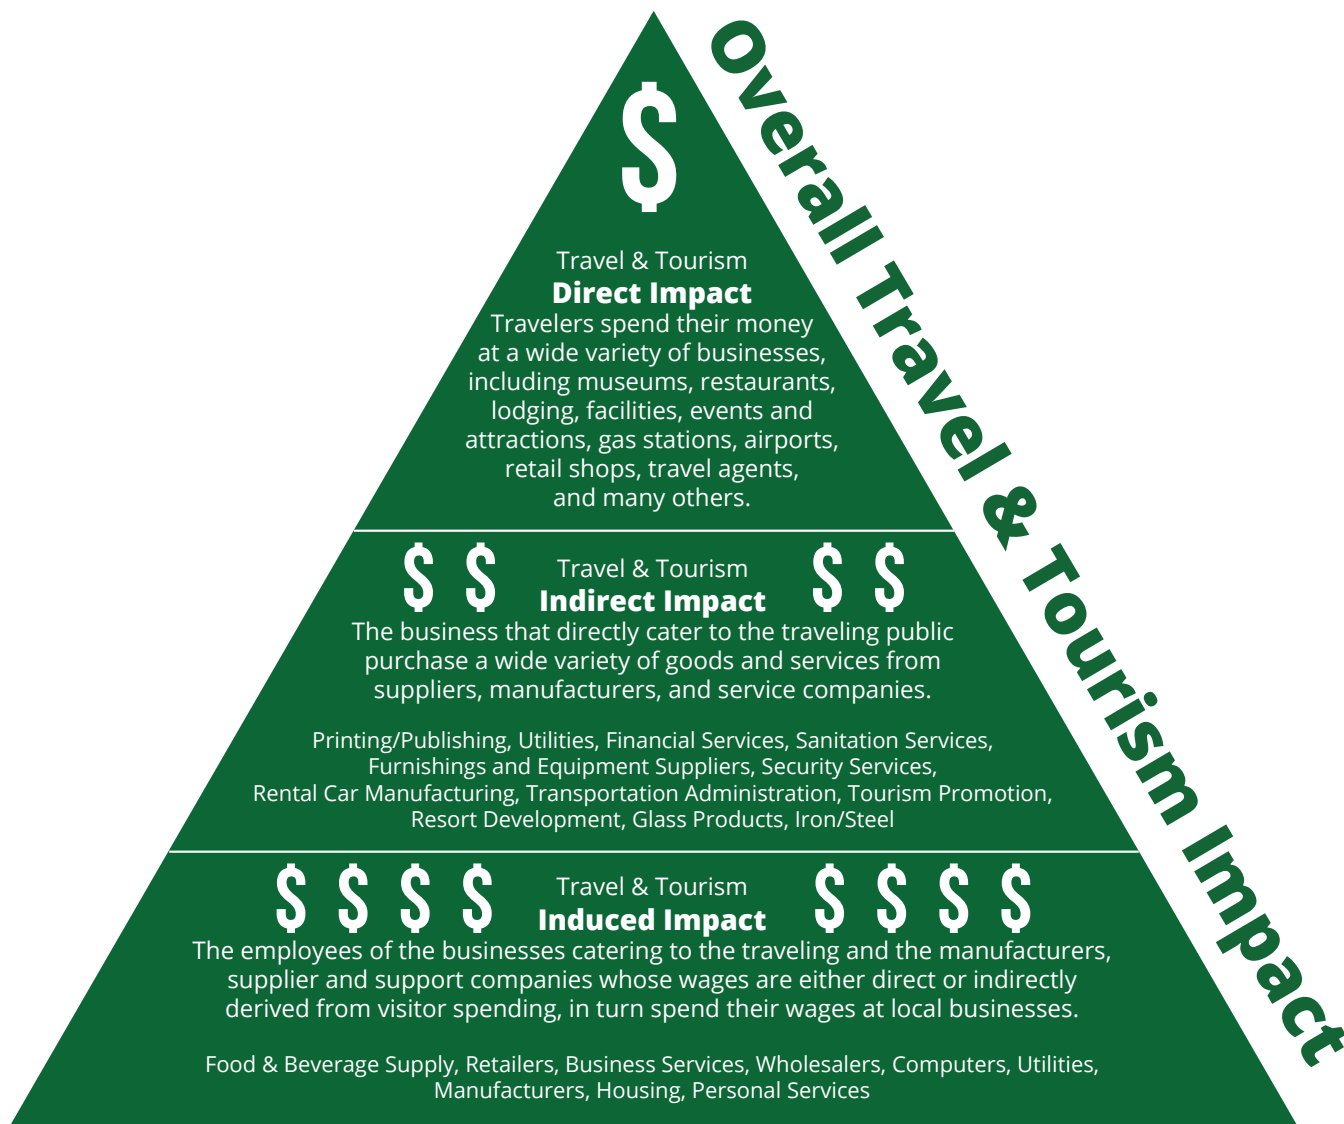 Overall Travel & Tourism Impact
$
Travel & Tourism
Direct Impact
Travelers spend their money
at a wide variety of businesses,
including museums, restaurants,
lodging, facilities, events and
attractions, gas stations, airports,
retail shops, travel agents,
and many others.
$ $ $ $
Travel & Tourism
Indirect Impact
The business that directly cater to the traveling public
purchase a wide variety of goods and services from
suppliers, manufacturers, and service companies.
Printing/Publishing, Utilities, Financial Services, Sanitation Services,
Furnishings and Equipment Suppliers, Security Services,
Rental Car Manufacturing, Transportation Administration, Tourism Promotion,
Resort Development, Glass Products, Iron/Steel
$ $ $ $ $ $ $ $
Travel & Tourism
Induced Impact
The employees of the businesses catering to the traveling and the manufacturers,
supplier and support companies whose wages are either direct or indirectly
derived from visitor spending, in turn spend their wages at local businesses.
Food & Beverage Supply, Retailers, Business Services, Wholesalers, Computers, Utilities,
Manufacturers, Housing, Personal Services